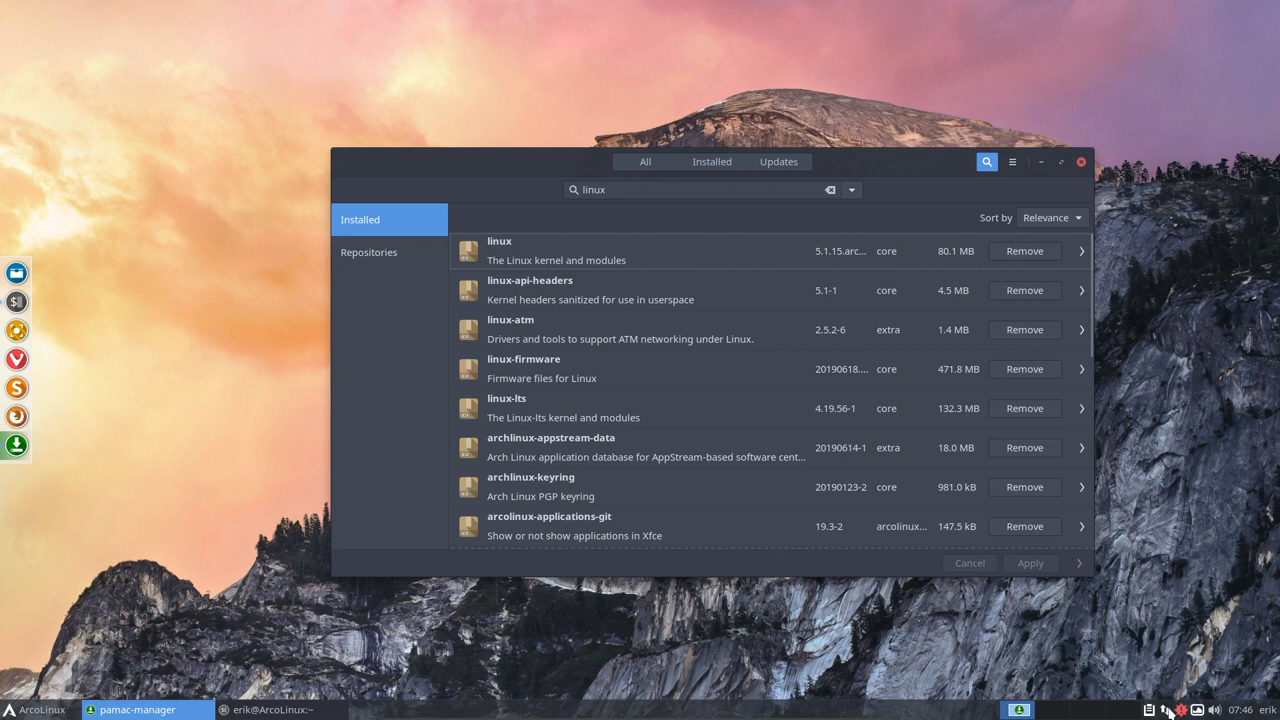 All
Installed
Updates
linux
Installed
Repositories
Sort by
Relevance
linux
The Linux kernel and modules
5.1.15.arc...
core
80.1 MB
Remove
linux-api-headers
Kernel headers sanitized for use in userspace
5.1-1
core
4.5 MB
Remove
linux-atm
Drivers and tools to support ATM networking under Linux.
2.5.2-6
extra
1.4 MB
Remove
linux-firmware
Firmware files for Linux
20190618....
core
471.8 MB
Remove
linux-lts
The Linux-lts kernel and modules
4.19.56-1
core
132.3 MB
Remove
archlinux-appstream-data
Arch Linux application database for AppStream-based software cent...
20190614-1
extra
18.0 MB
Remove
archlinux-keyring
Arch Linux PGP keyring
20190123-2
core
981.0 kB
Remove
arcolinux-applications-git
Show or not show applications in Xfce
19.3-2
arcolinux...
147.5 kB
Remove
Cancel
Apply
ArcoLinux
pamac-manager
erik@ArcoLinux:~
07:46
erik